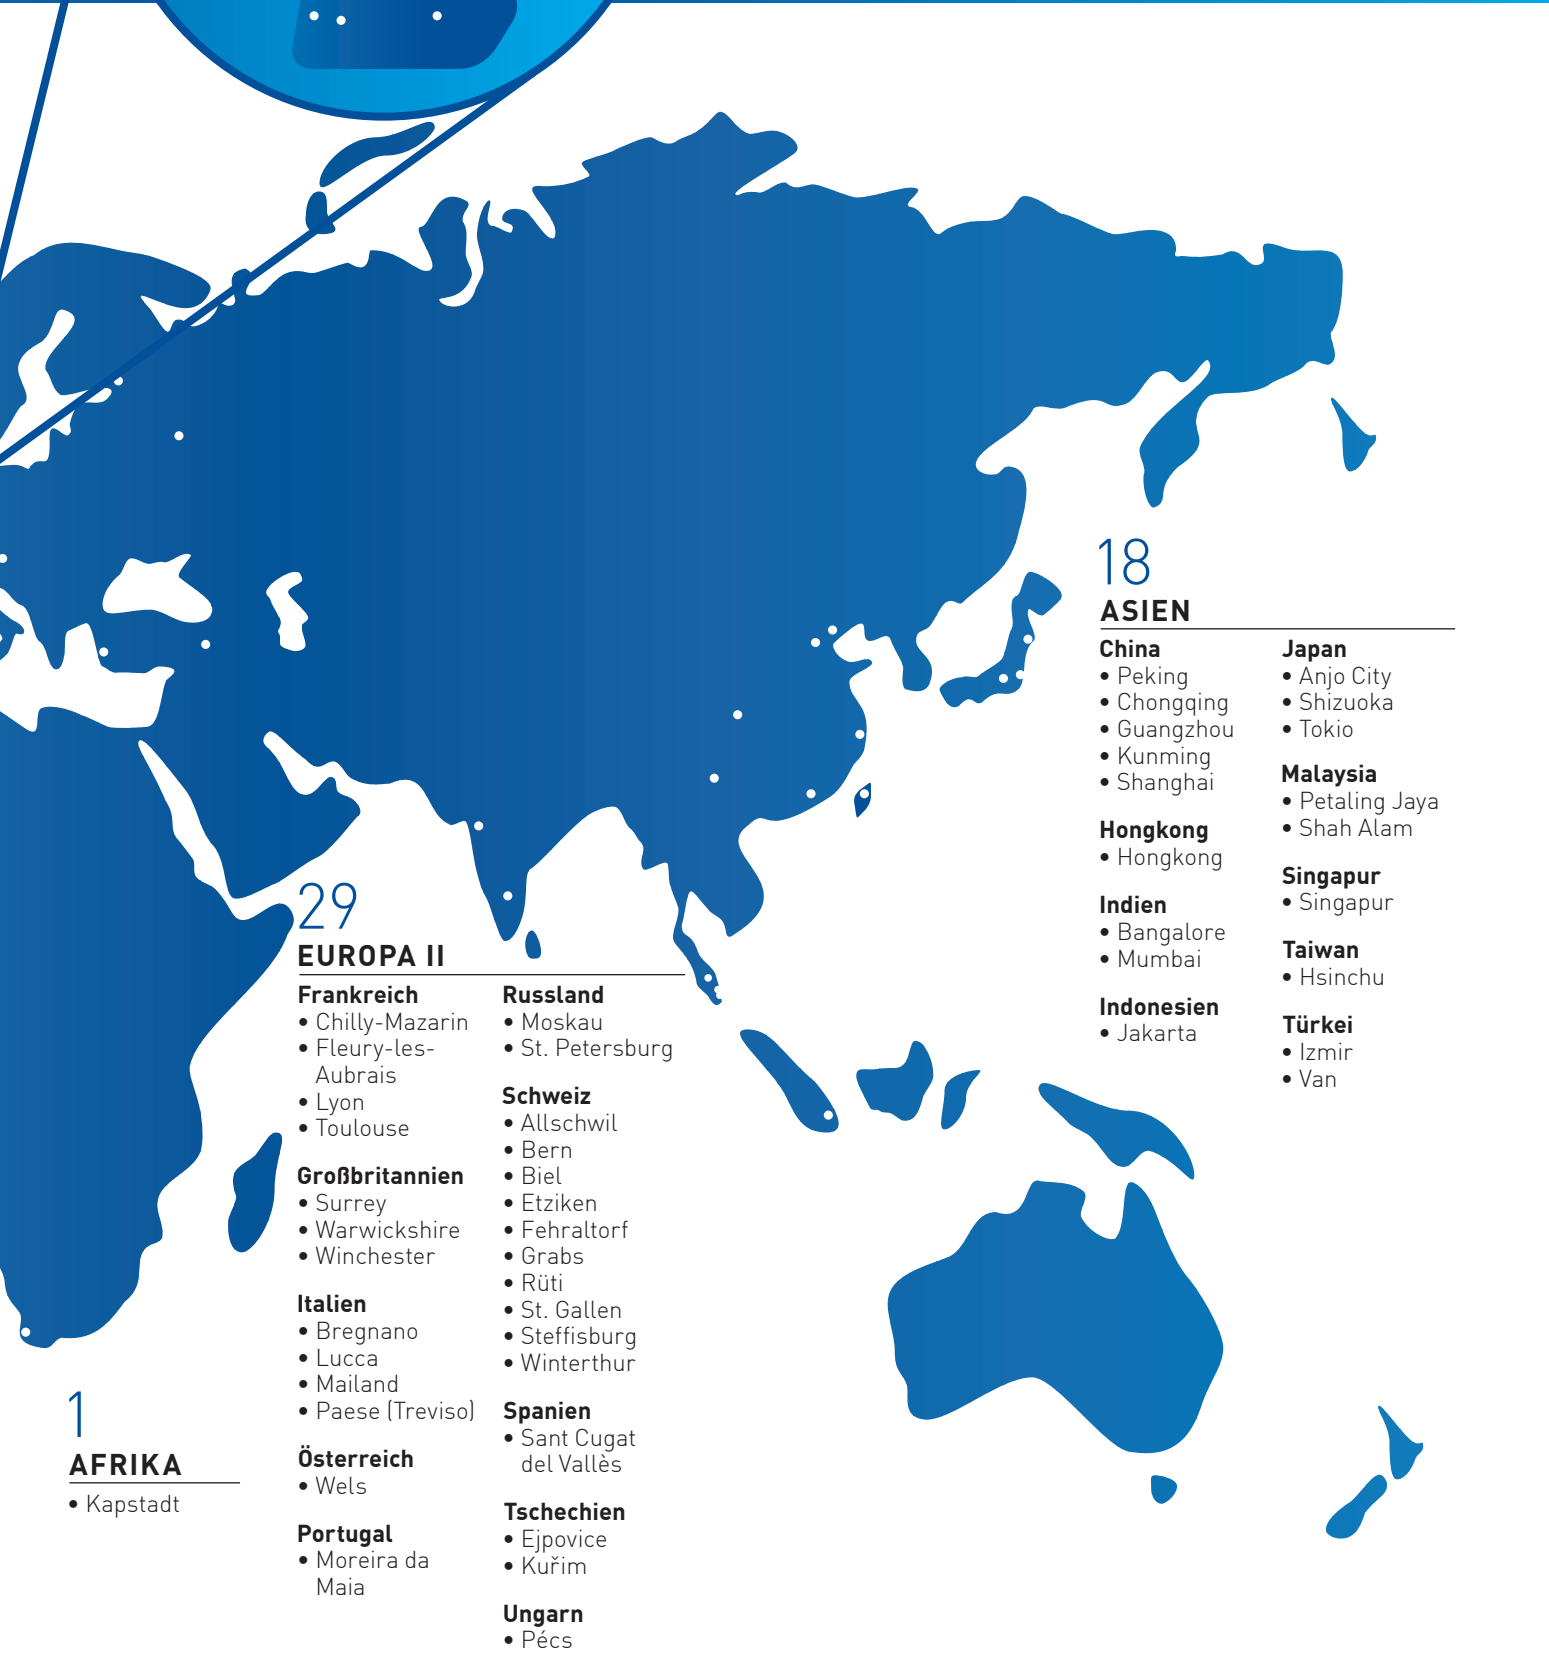 18
ASIEN
China
• Peking
• Chongqing
• Guangzhou
• Kunming
• Shanghai
Hongkong
• Hongkong
Indien
• Bangalore
• Mumbai
Indonesien
• Jakarta
Japan
• Anjo City
• Shizuoka
• Tokio
Malaysia
• Petaling Jaya
• Shah Alam
Singapur
• Singapur
Taiwan
• Hsinchu
Türkei
• Izmir
• Van
29
EUROPA II
Frankreich
• Chilly-Mazarin
• Fleury-les-
Aubrais
• Lyon
• Toulouse
Großbritannien
• Surrey
• Warwickshire
• Winchester
Italien
• Bregnano
• Lucca
• Mailand
• Paese (Treviso)
Österreich
• Wels
Portugal
• Moreira da
Maia
Russland
• Moskau
• St. Petersburg
Schweiz
• Allschwil
• Bern
• Biel
• Etziken
• Fehraltorf
• Grabs
• Rüti
• St. Gallen
• Steffisburg
• Winterthur
Spanien
• Sant Cugat
del Vallès
Tschechien
• Ejpovice
• Kuřim
Ungarn
• Pécs
1
AFRIKA
• Kapstadt